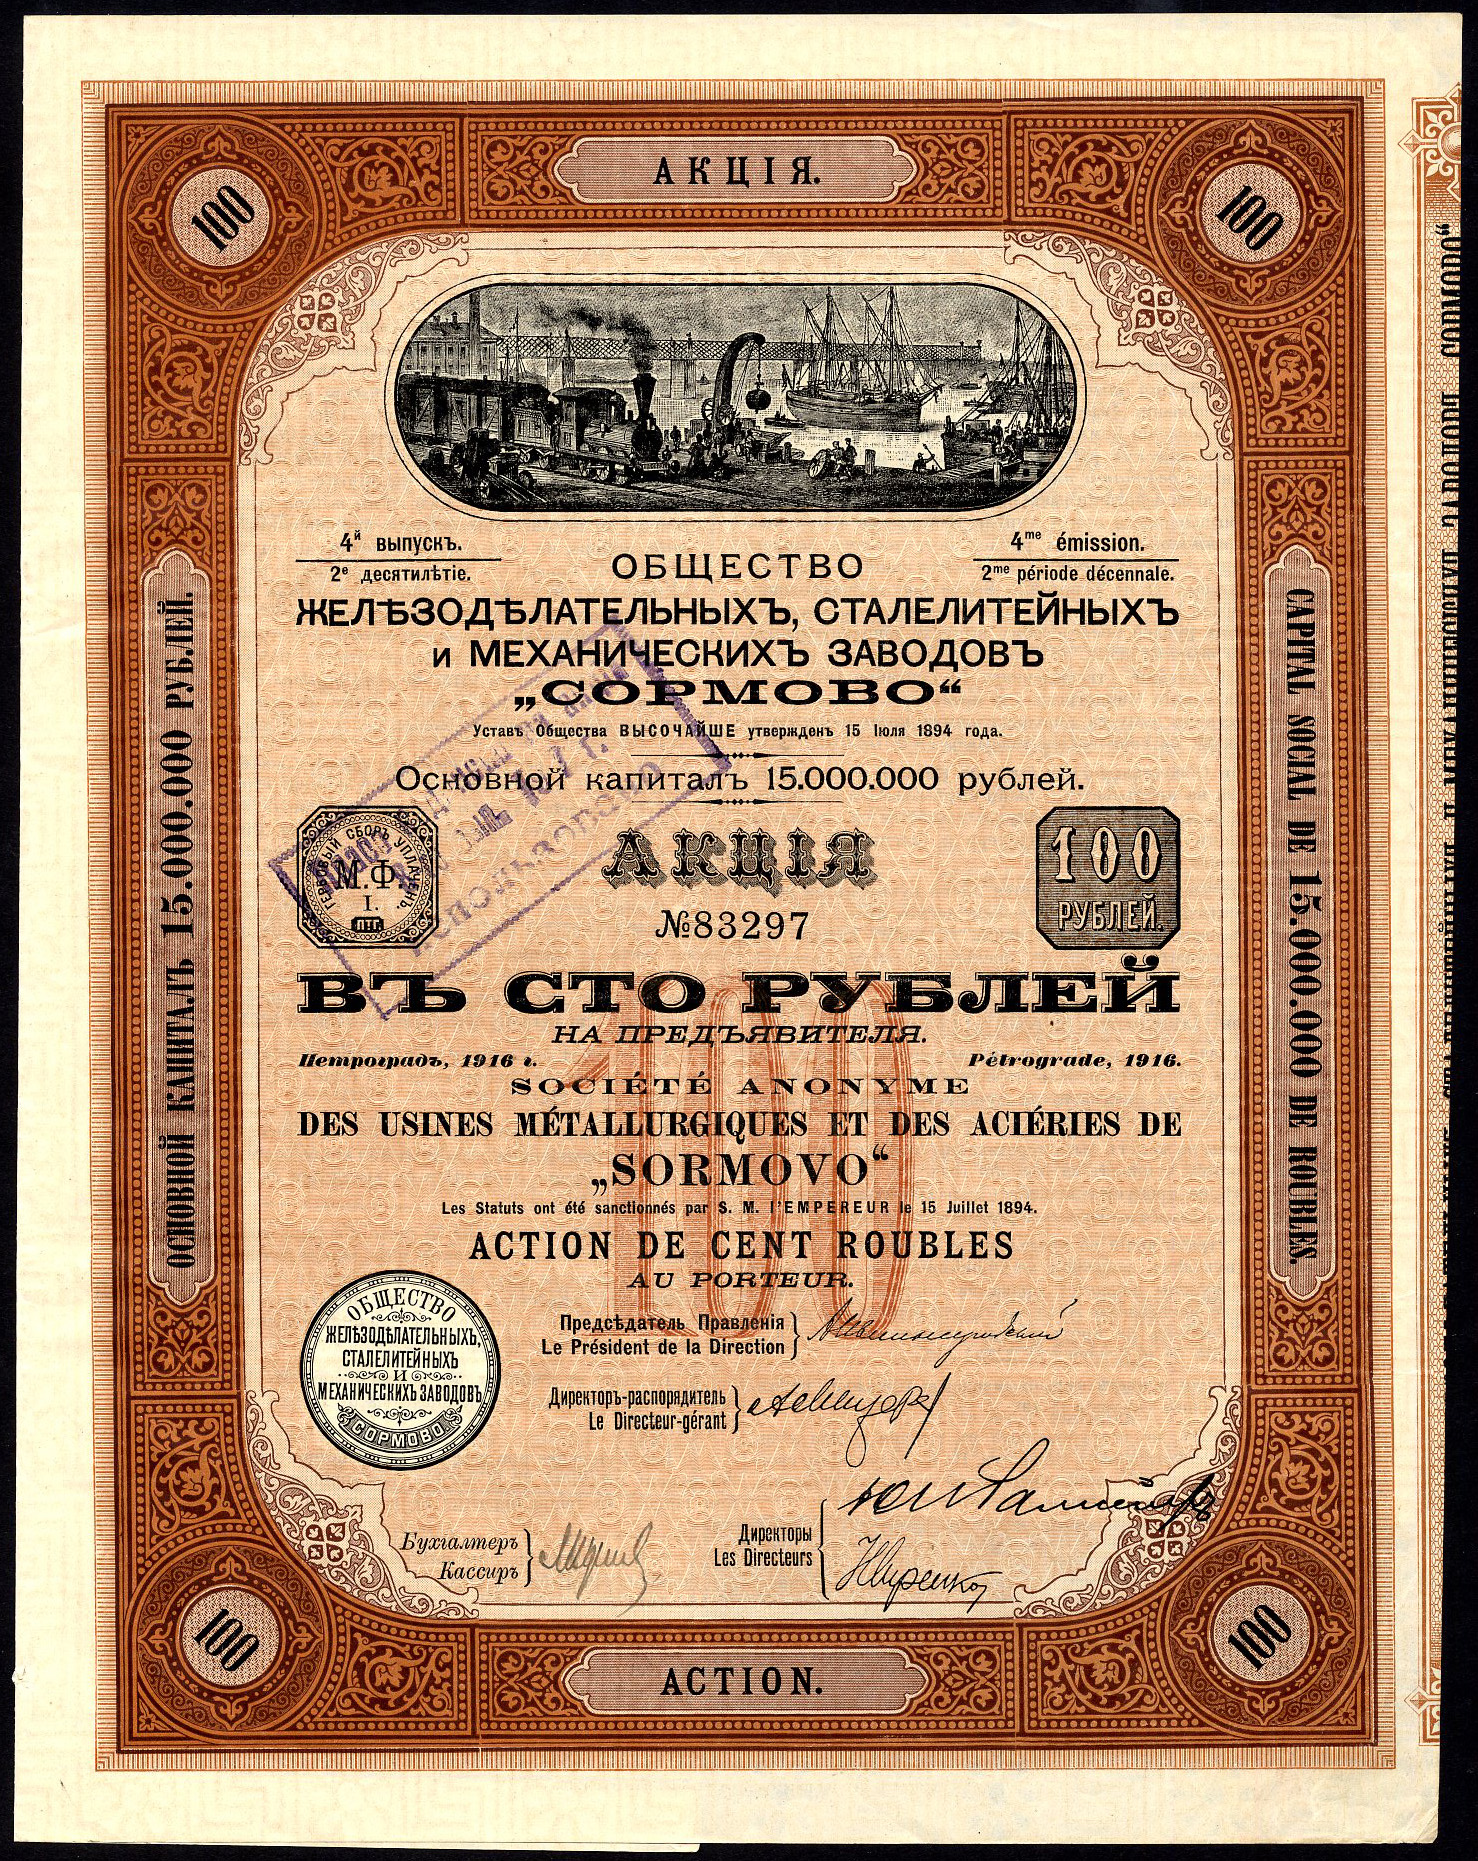 АКЦІЯ.
100
100
4й выпускъ.
2е десятилѣтіе.
4me émission.
2me période décennale.
ОБЩЕСТВО
ЖЕЛѢЗОДѢЛАТЕЛЬНЫХЪ, СТАЛЕЛИТЕЙНЫХЪ
и МЕХАНИЧЕСКИХЪ ЗАВОДОВЪ
„СОРМОВО“
Уставъ Общества ВЫСОЧАЙШЕ утвержденъ 15 Іюля 1894 года.
Основной капиталъ 15.000.000 рублей.
ОСНОВНОЙ КАПИТАЛЪ 15.000.000 РУБЛЕЙ.
CAPITAL SOCIAL DE 15.000.000 DE ROUBLES.
ГЕРБОВЫЙ СБОРЪ УПЛАЧЕНЪ
М.Ф.
I.
ПТГ
АКЦІЯ
№83297
100
РУБЛЕЙ.
ВЪ СТО РУБЛЕЙ
НА ПРЕДЪЯВИТЕЛЯ.
Петроградъ, 1916 г.
Pétrograde, 1916.
100
SOCIÉTÉ ANONYME
DES USINES MÉTALLURGIQUES ET DES ACIÉRIES DE
„SORMOVO“
Les Statuts ont été sanctionnés par S. M. l'EMPEREUR le 15 Juillet 1894.
ACTION DE CENT ROUBLES
AU PORTEUR.
Предсѣдатель Правленія
Le Président de la Direction
Директоръ-распорядитель
Le Directeur-gérant
ОБЩЕСТВО
ЖЕЛѢЗОДѢЛАТЕЛЬНЫХЪ,
СТАЛЕЛИТЕЙНЫХЪ
И
МЕХАНИЧЕСКИХЪ ЗАВОДОВЪ
СОРМОВО
Бухгалтеръ
Кассиръ
Директоры
Les Directeurs
100
100
ACTION.